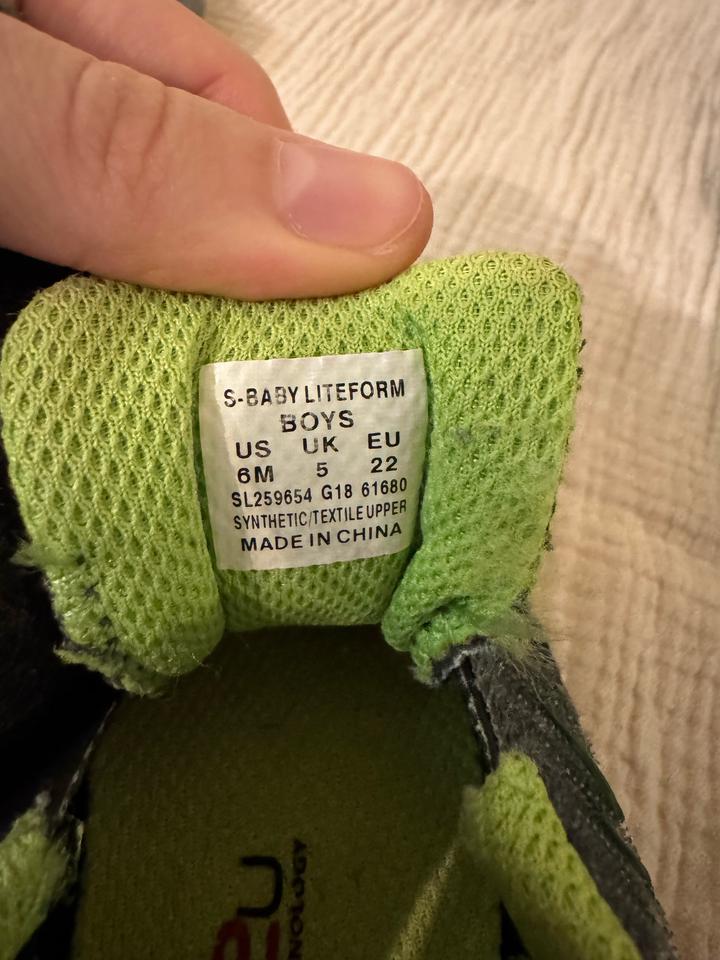 S-BABY LITEFORM
BOYS
US UK EU
6M 5 22
SL259654 G18 61680
SYNTHETIC/TEXTILE UPPER
MADE IN CHINA